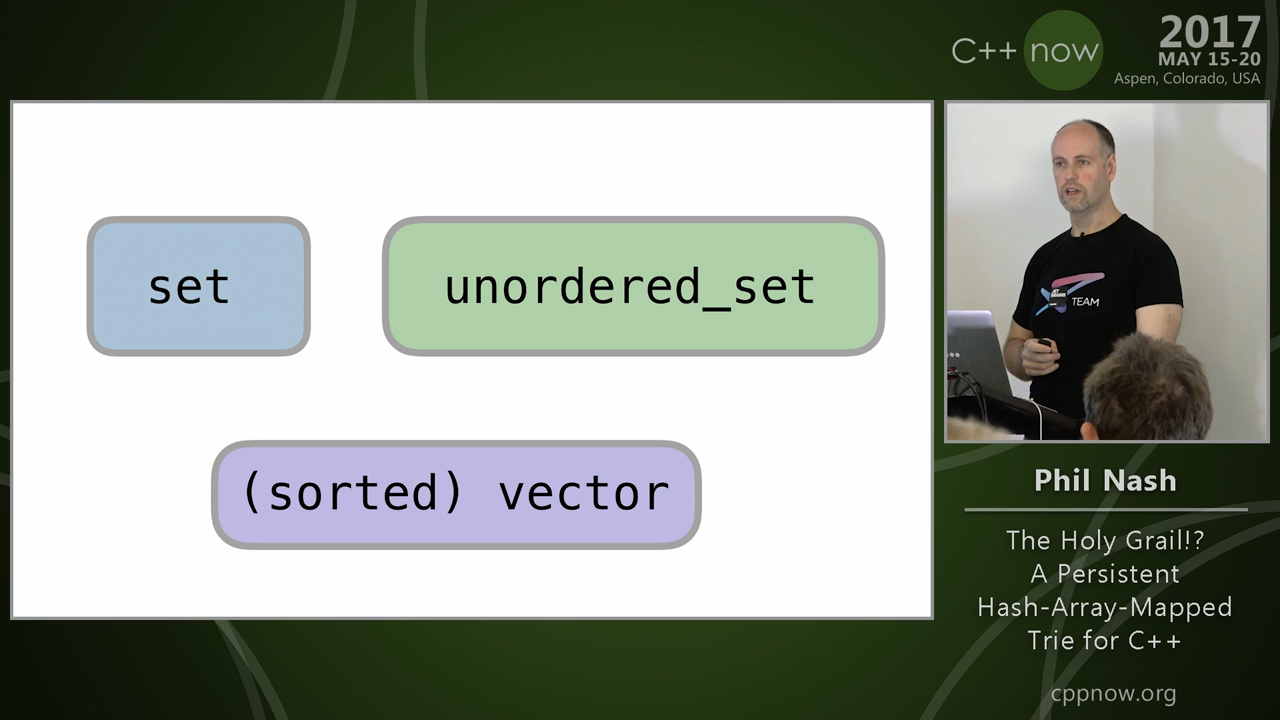 C++ now
2017
MAY 15-20
Aspen, Colorado, USA
set
unordered_set
(sorted) vector
TEAM
Phil Nash
The Holy Grail!?
A Persistent
Hash-Array-Mapped
Trie for C++
cppnow.org